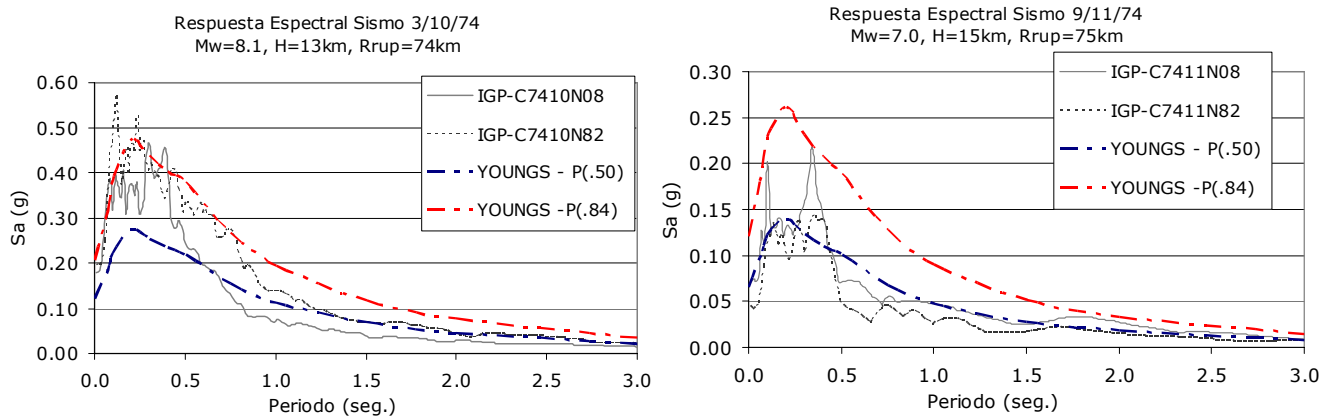 Respuesta Espectral Sismo 3/10/74
Mw=8.1, H=13km, Rrup=74km
Sa (g)
0.60
0.50
0.40
0.30
0.20
0.10
0.00
0.0
0.5
1.0
1.5
2.0
2.5
3.0
Periodo (seg.)
IGP-C7410N08
IGP-C7410N82
YOUNGS - P(.50)
YOUNGS -P(.84)
Respuesta Espectral Sismo 9/11/74
Mw=7.0, H=15km, Rrup=75km
Sa (g)
0.30
0.25
0.20
0.15
0.10
0.05
0.00
0.0
0.5
1.0
1.5
2.0
2.5
3.0
Periodo (seg.)
IGP-C7411N08
IGP-C7411N82
YOUNGS - P(.50)
YOUNGS -P(.84)